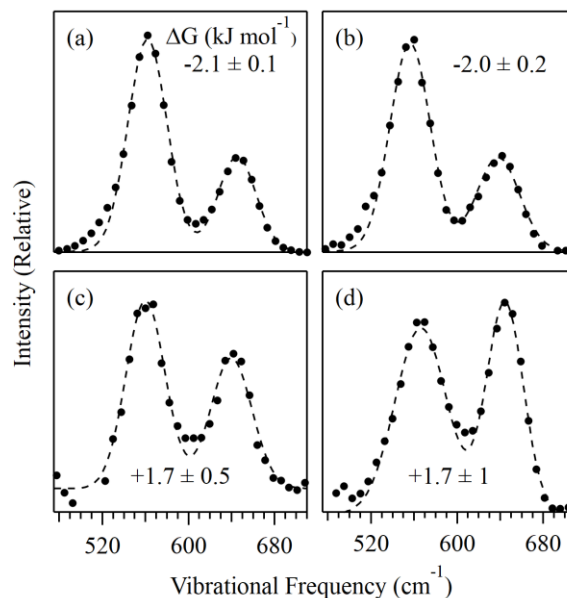 (a) ΔG (kJ mol⁻¹)
-2.1 ± 0.1
(b)
-2.0 ± 0.2
(c)
+1.7 ± 0.5
(d)
+1.7 ± 1
Intensity (Relative)
520 600 680 520 600 680
Vibrational Frequency (cm⁻¹)